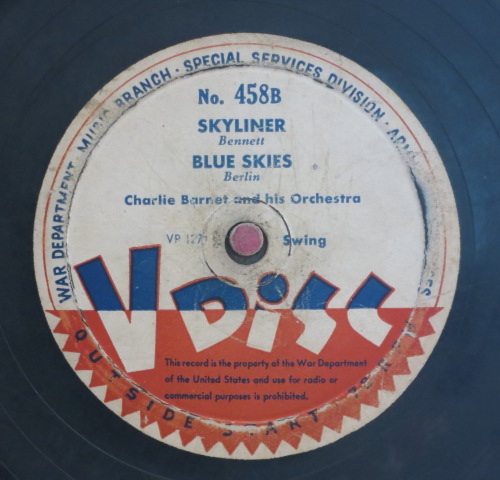 WAR DEPARTMENT MUSIC BRANCH · SPECIAL SERVICES DIVISION ·
No. 458B
SKYLINER
Bennett
BLUE SKIES
Berlin
Charlie Barnet and his Orchestra
Swing
V Disc
This record is the property of the War Department
of the United States and use for radio or
commercial purposes is prohibited.
OUTSIDE START